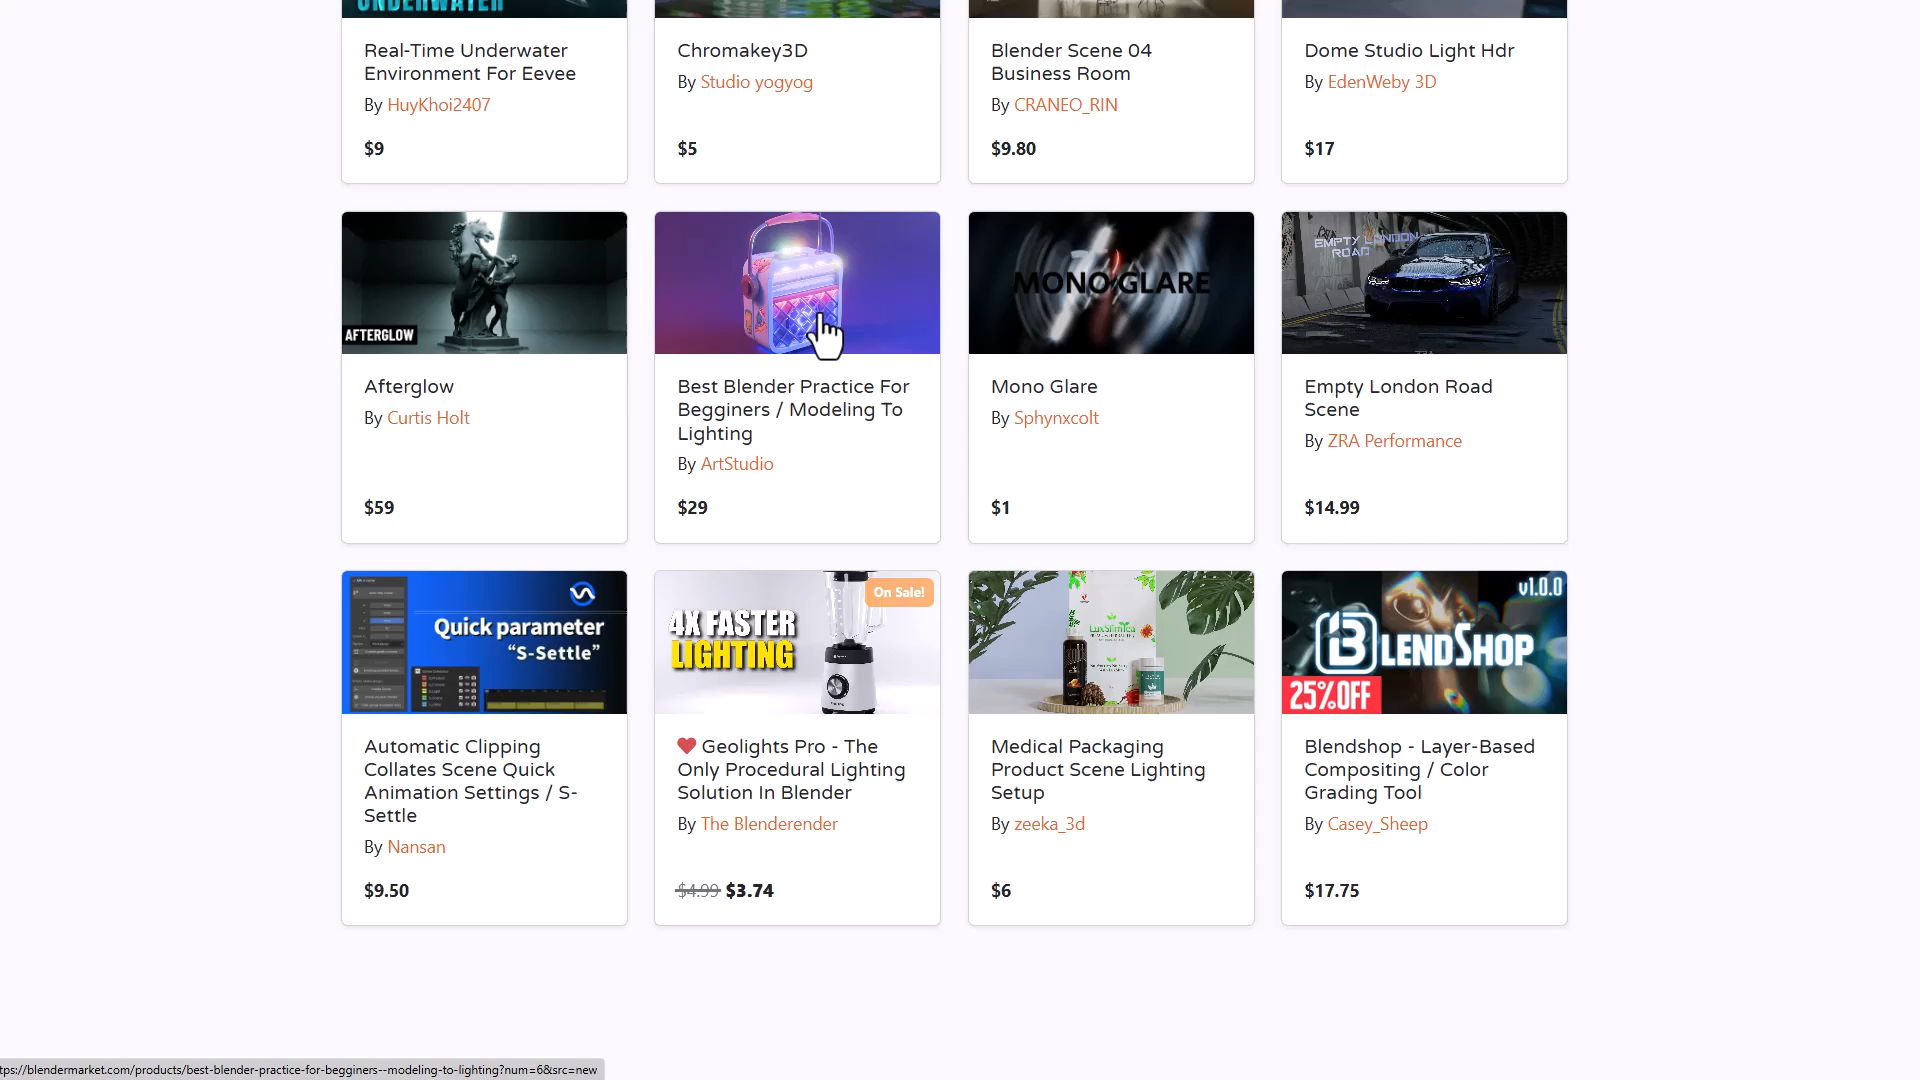 UNDERWATER
Real-Time Underwater
Environment For Eevee
By HuyKhoi2407
$9
Chromakey3D
By Studio yogyog
$5
Blender Scene 04
Business Room
By CRANEO_RIN
$9.80
Dome Studio Light Hdr
By EdenWeby 3D
$17
AFTERGLOW
Afterglow
By Curtis Holt
$59
Best Blender Practice For
Begginers / Modeling To
Lighting
By ArtStudio
$29
MONO GLARE
Mono Glare
By Sphynxcolt
$1
EMPTY LONDON
ROAD
Empty London Road
Scene
By ZRA Performance
$14.99
Quick parameter
"S-Settle"
Automatic Clipping
Collates Scene Quick
Animation Settings / S-
Settle
By Nansan
$9.50
On Sale!
4X FASTER
LIGHTING
Geolights Pro - The
Only Procedural Lighting
Solution In Blender
By The Blenderender
$4.99 $3.74
LuxSlimTea
Medical Packaging
Product Scene Lighting
Setup
By zeeka_3d
$6
v1.0.0
BLENDSHOP
25%OFF
Blendshop - Layer-Based
Compositing / Color
Grading Tool
By Casey_Sheep
$17.75
tps://blendermarket.com/products/best-blender-practice-for-begginers--modeling-to-lighting?num=6&src=new